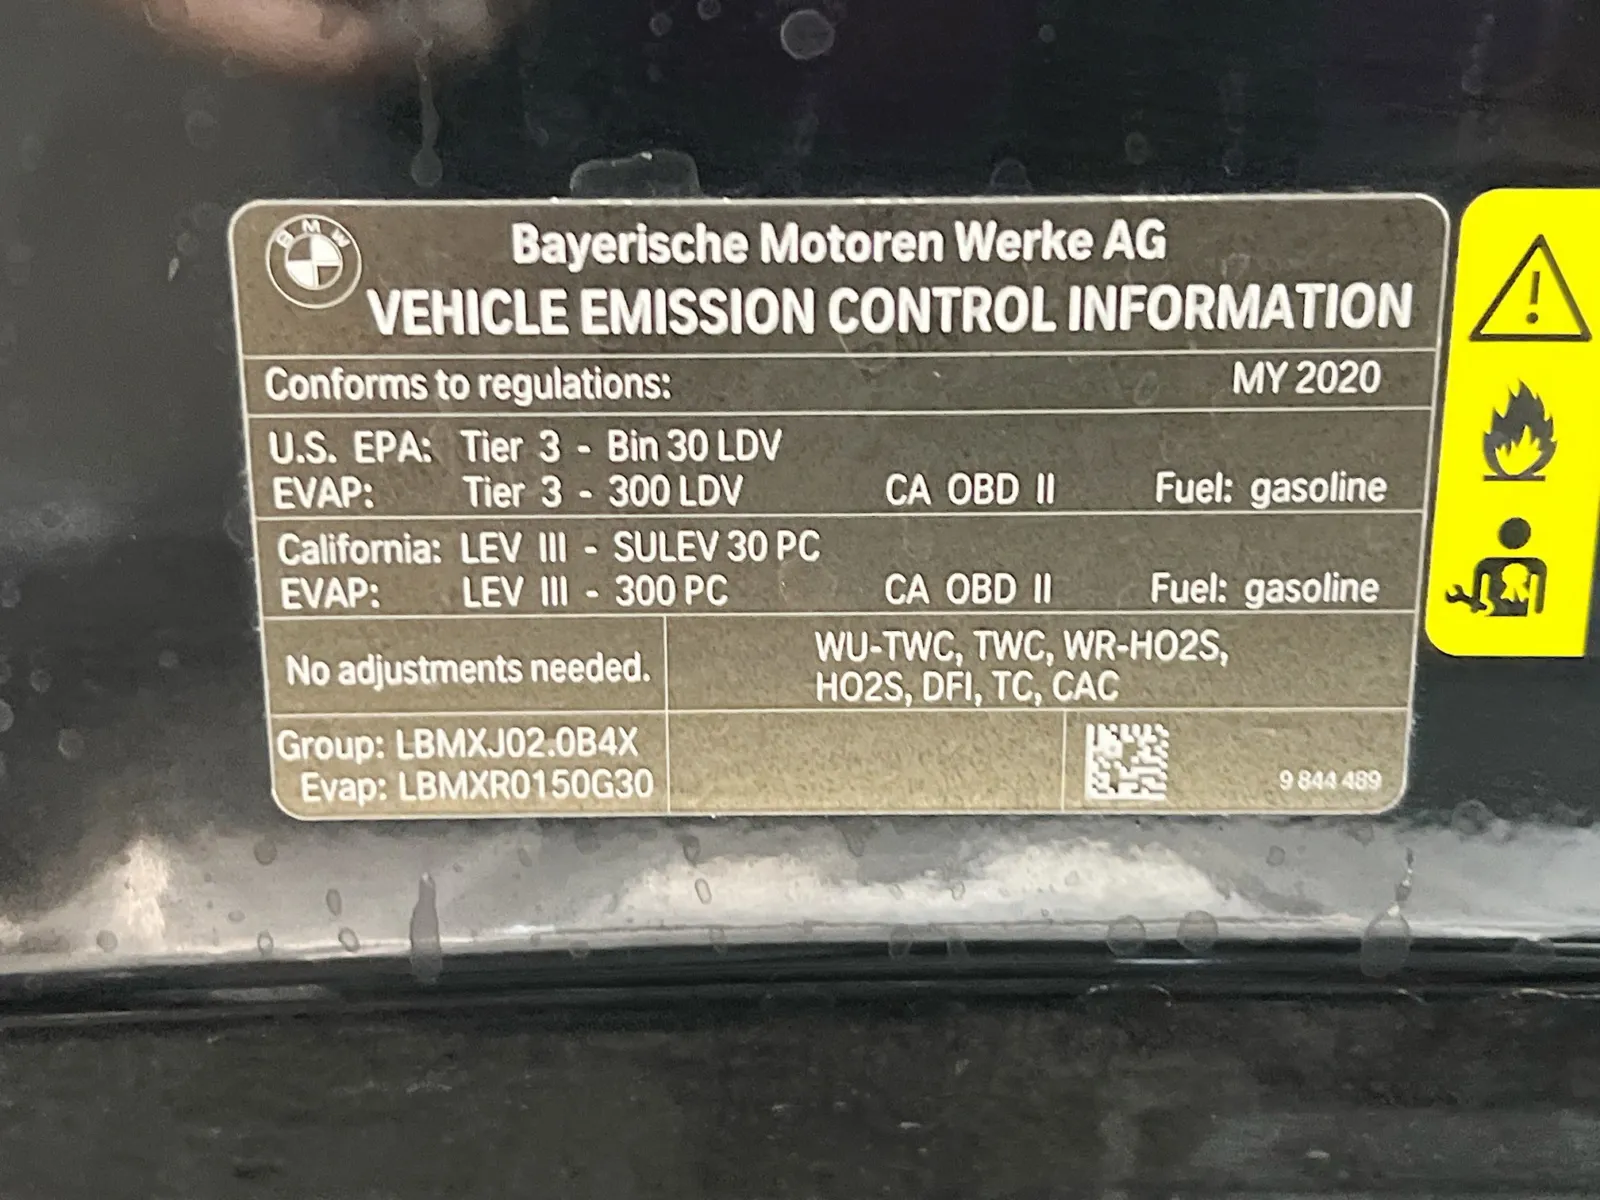 BMW
Bayerische Motoren Werke AG
VEHICLE EMISSION CONTROL INFORMATION
Conforms to regulations: MY 2020
U.S. EPA: Tier 3 - Bin 30 LDV
EVAP: Tier 3 - 300 LDV CA OBD II Fuel: gasoline
California: LEV III - SULEV 30 PC
EVAP: LEV III - 300 PC CA OBD II Fuel: gasoline
No adjustments needed.
WU-TWC, TWC, WR-HO2S,
HO2S, DFI, TC, CAC
Group: LBMXJ02.0B4X
Evap: LBMXR0150G30
9 844 489